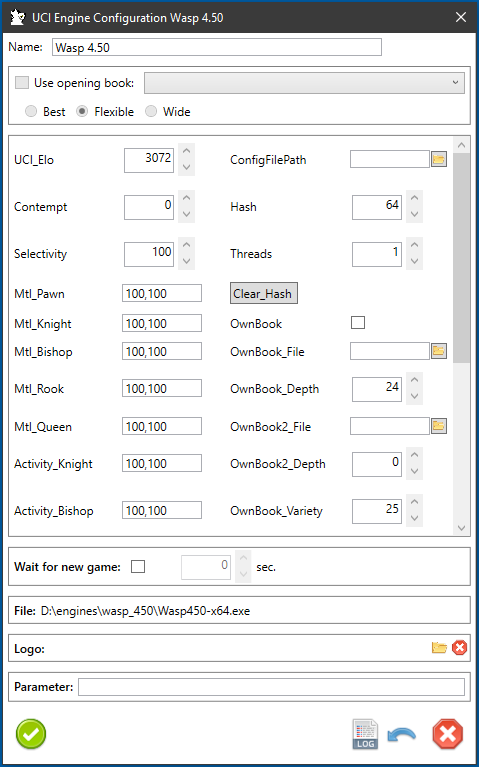 UCI Engine Configuration Wasp 4.50
Name: Wasp 4.50
Use opening book:
Best Flexible Wide
UCI_Elo 3072 ConfigFilePath
Contempt 0 Hash 64
Selectivity 100 Threads 1
Mtl_Pawn 100,100 Clear_Hash
Mtl_Knight 100,100 OwnBook
Mtl_Bishop 100,100 OwnBook_File
Mtl_Rook 100,100 OwnBook_Depth 24
Mtl_Queen 100,100 OwnBook2_File
Activity_Knight 100,100 OwnBook2_Depth 0
Activity_Bishop 100,100 OwnBook_Variety 25
Wait for new game: 0 sec.
File: D:\engines\wasp_450\Wasp450-x64.exe
Logo:
Parameter:
LOG